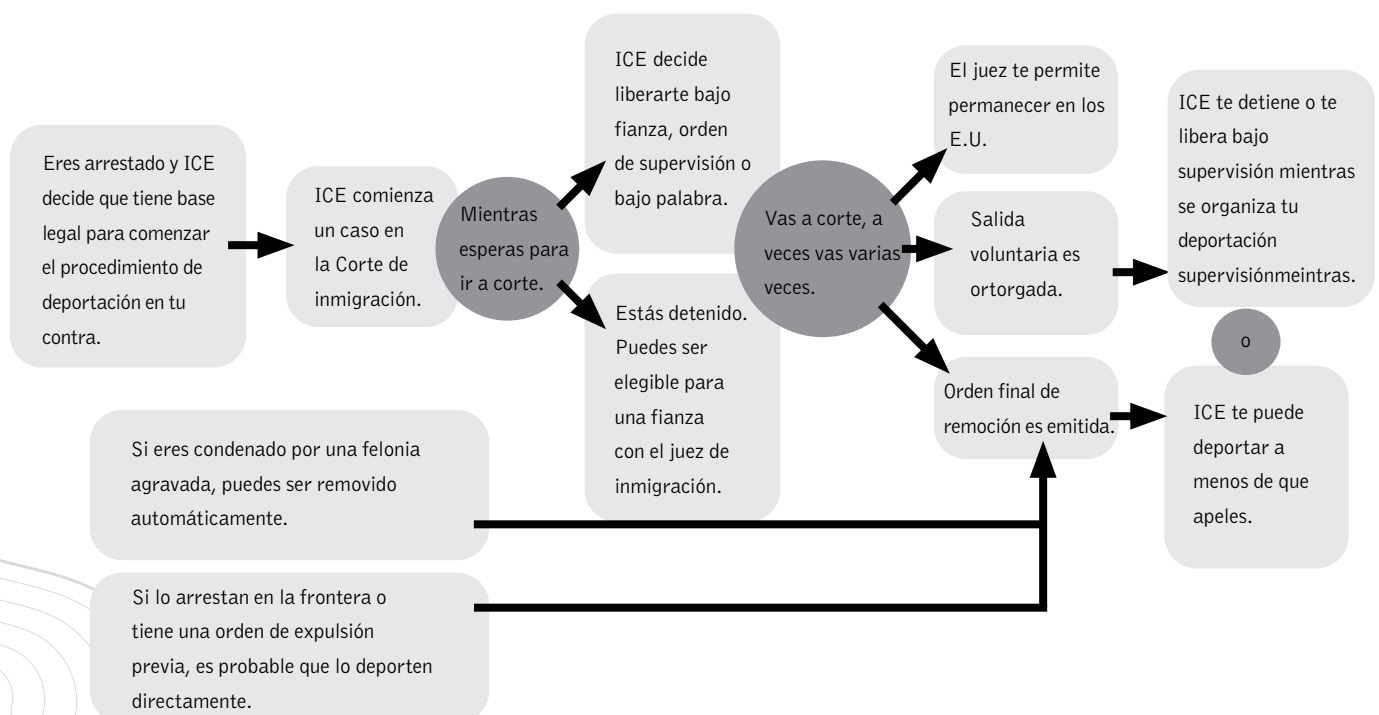 Eres arrestado y ICE
decide que tiene base
legal para comenzar
el procedimiento de
deportación en tu
contra.
ICE comienza
un caso en
la Corte de
inmigración.
Mientras
esperas para
ir a corte.
ICE decide
liberarte bajo
fianza, orden
de supervisión o
bajo palabra.
Estás detenido.
Puedes ser
elegible para
una fianza
con el juez de
inmigración.
Vas a corte, a
veces vas varias
veces.
El juez te permite
permanecer en los
E.U.
Salida
voluntaria es
ortorgada.
Orden final de
remoción es emitida.
ICE te detiene o te
libera bajo
supervisión mientras
se organiza tu
deportación
supervisiónmeintras.
o
ICE te puede
deportar a
menos de que
apeles.
Si eres condenado por una felonia
agravada, puedes ser removido
automáticamente.
Si lo arrestan en la frontera o
tiene una orden de expulsión
previa, es probable que lo deporten
directamente.